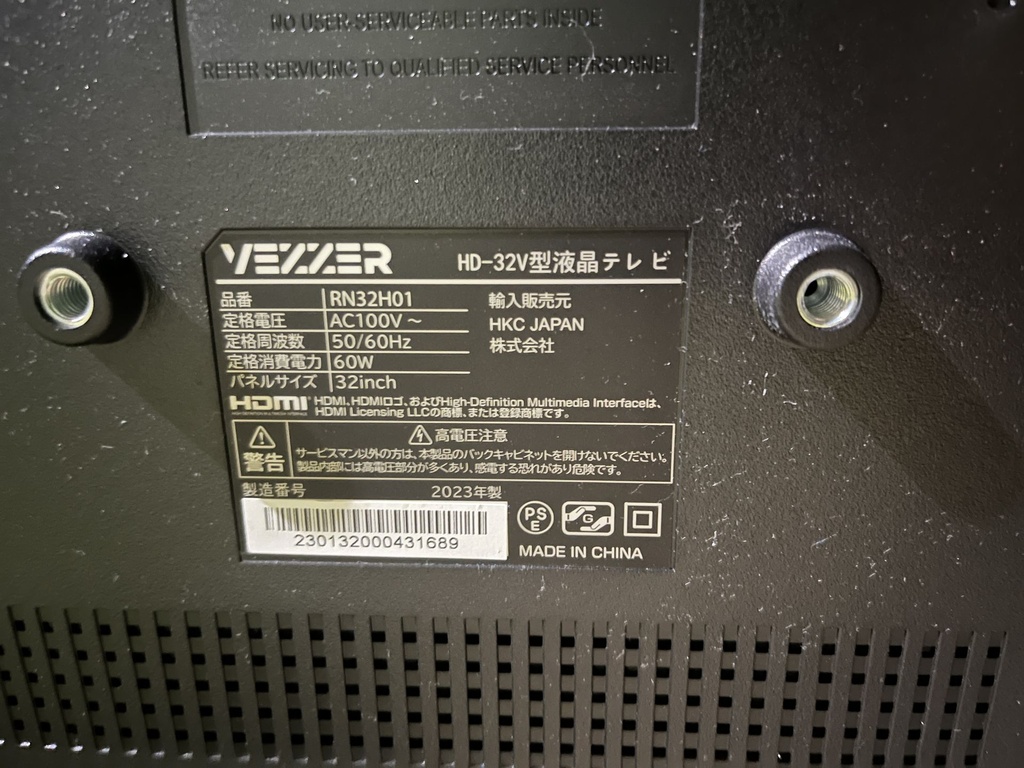 NO USER-SERVICEABLE PARTS INSIDE
REFER SERVICING TO QUALIFIED SERVICE PERSONNEL
VEZZER
HD-32V型液晶テレビ
品番 RN32H01
定格電圧 AC100V～
定格周波数 50/60Hz
定格消費電力 60W
パネルサイズ 32inch
輸入販売元
HKC JAPAN
株式会社
HDMI HDMI、HDMIロゴ、およびHigh-Definition Multimedia Interfaceは、
HDMI Licensing LLCの商標、または登録商標です。
警告
高電圧注意
サービスマン以外の方は、本製品のバックキャビネットを開けないでください。
製品内部には高電圧部分が多くあり、感電する恐れがあり危険です。
製造番号 2023年製
230132000431689
PS
E
G
MADE IN CHINA